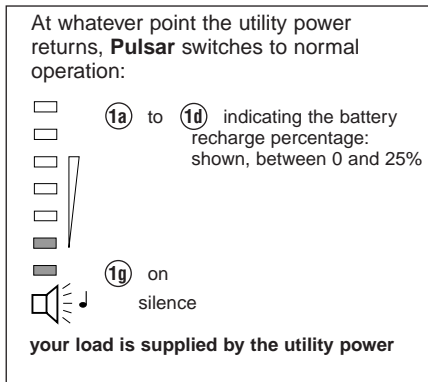 At whatever point the utility power
returns, Pulsar switches to normal
operation:
1a to 1d indicating the battery
recharge percentage:
shown, between 0 and 25%
1g on
silence
your load is supplied by the utility power